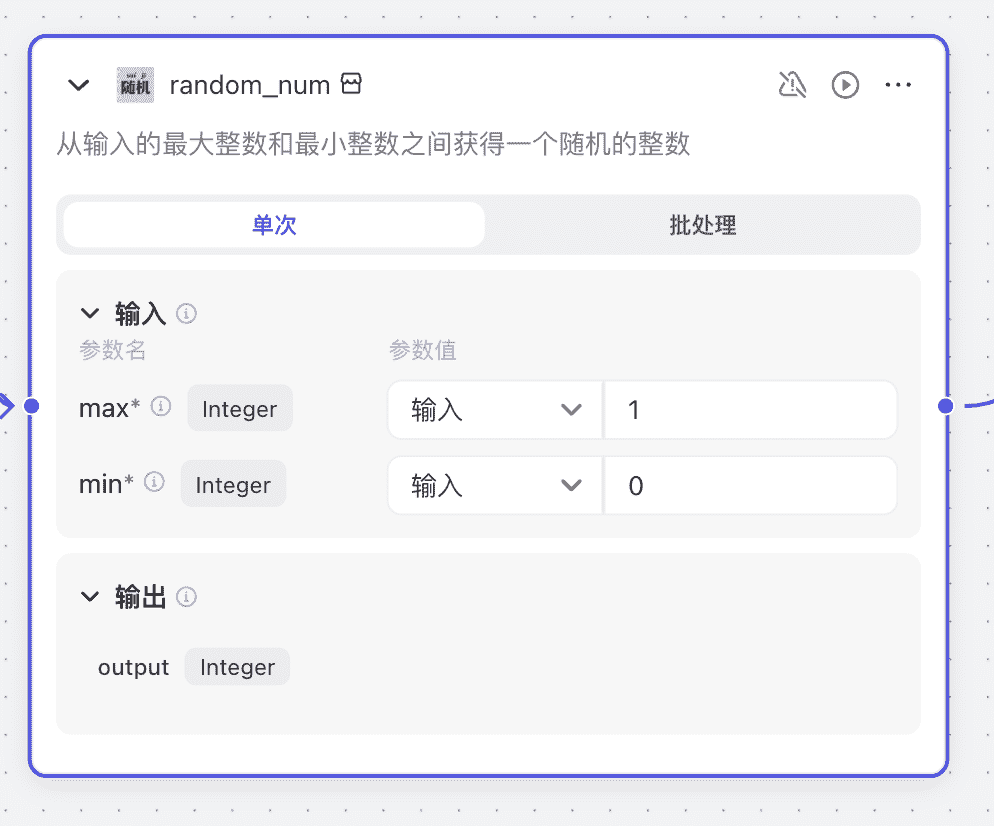 随机 random_num
从输入的最大整数和最小整数之间获得一个随机的整数
单次 批处理
输入
参数名 参数值
max* Integer 输入 1
min* Integer 输入 0
输出
output Integer